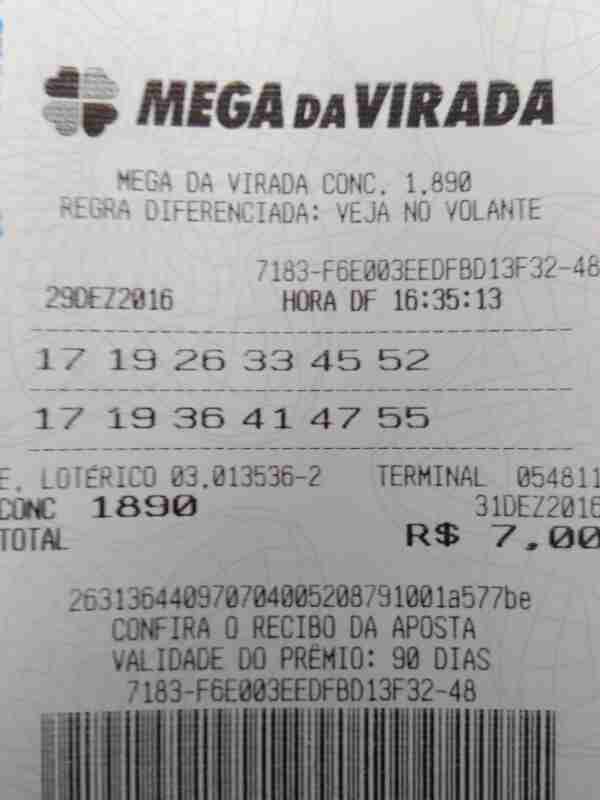 MEGA DA VIRADA
MEGA DA VIRADA CONC. 1.890
REGRA DIFERENCIADA: VEJA NO VOLANTE
7183-F6E003EEDFBD13F32-48
29DEZ2016 HORA DF 16:35:13
17 19 26 33 45 52
17 19 36 41 47 55
E. LOTÉRICO 03.013536-2 TERMINAL 054811
CONC 1890 31DEZ2016
TOTAL R$ 7,00
263136440970704005208791001a577be
CONFIRA O RECIBO DA APOSTA
VALIDADE DO PRÊMIO: 90 DIAS
7183-F6E003EEDFBD13F32-48